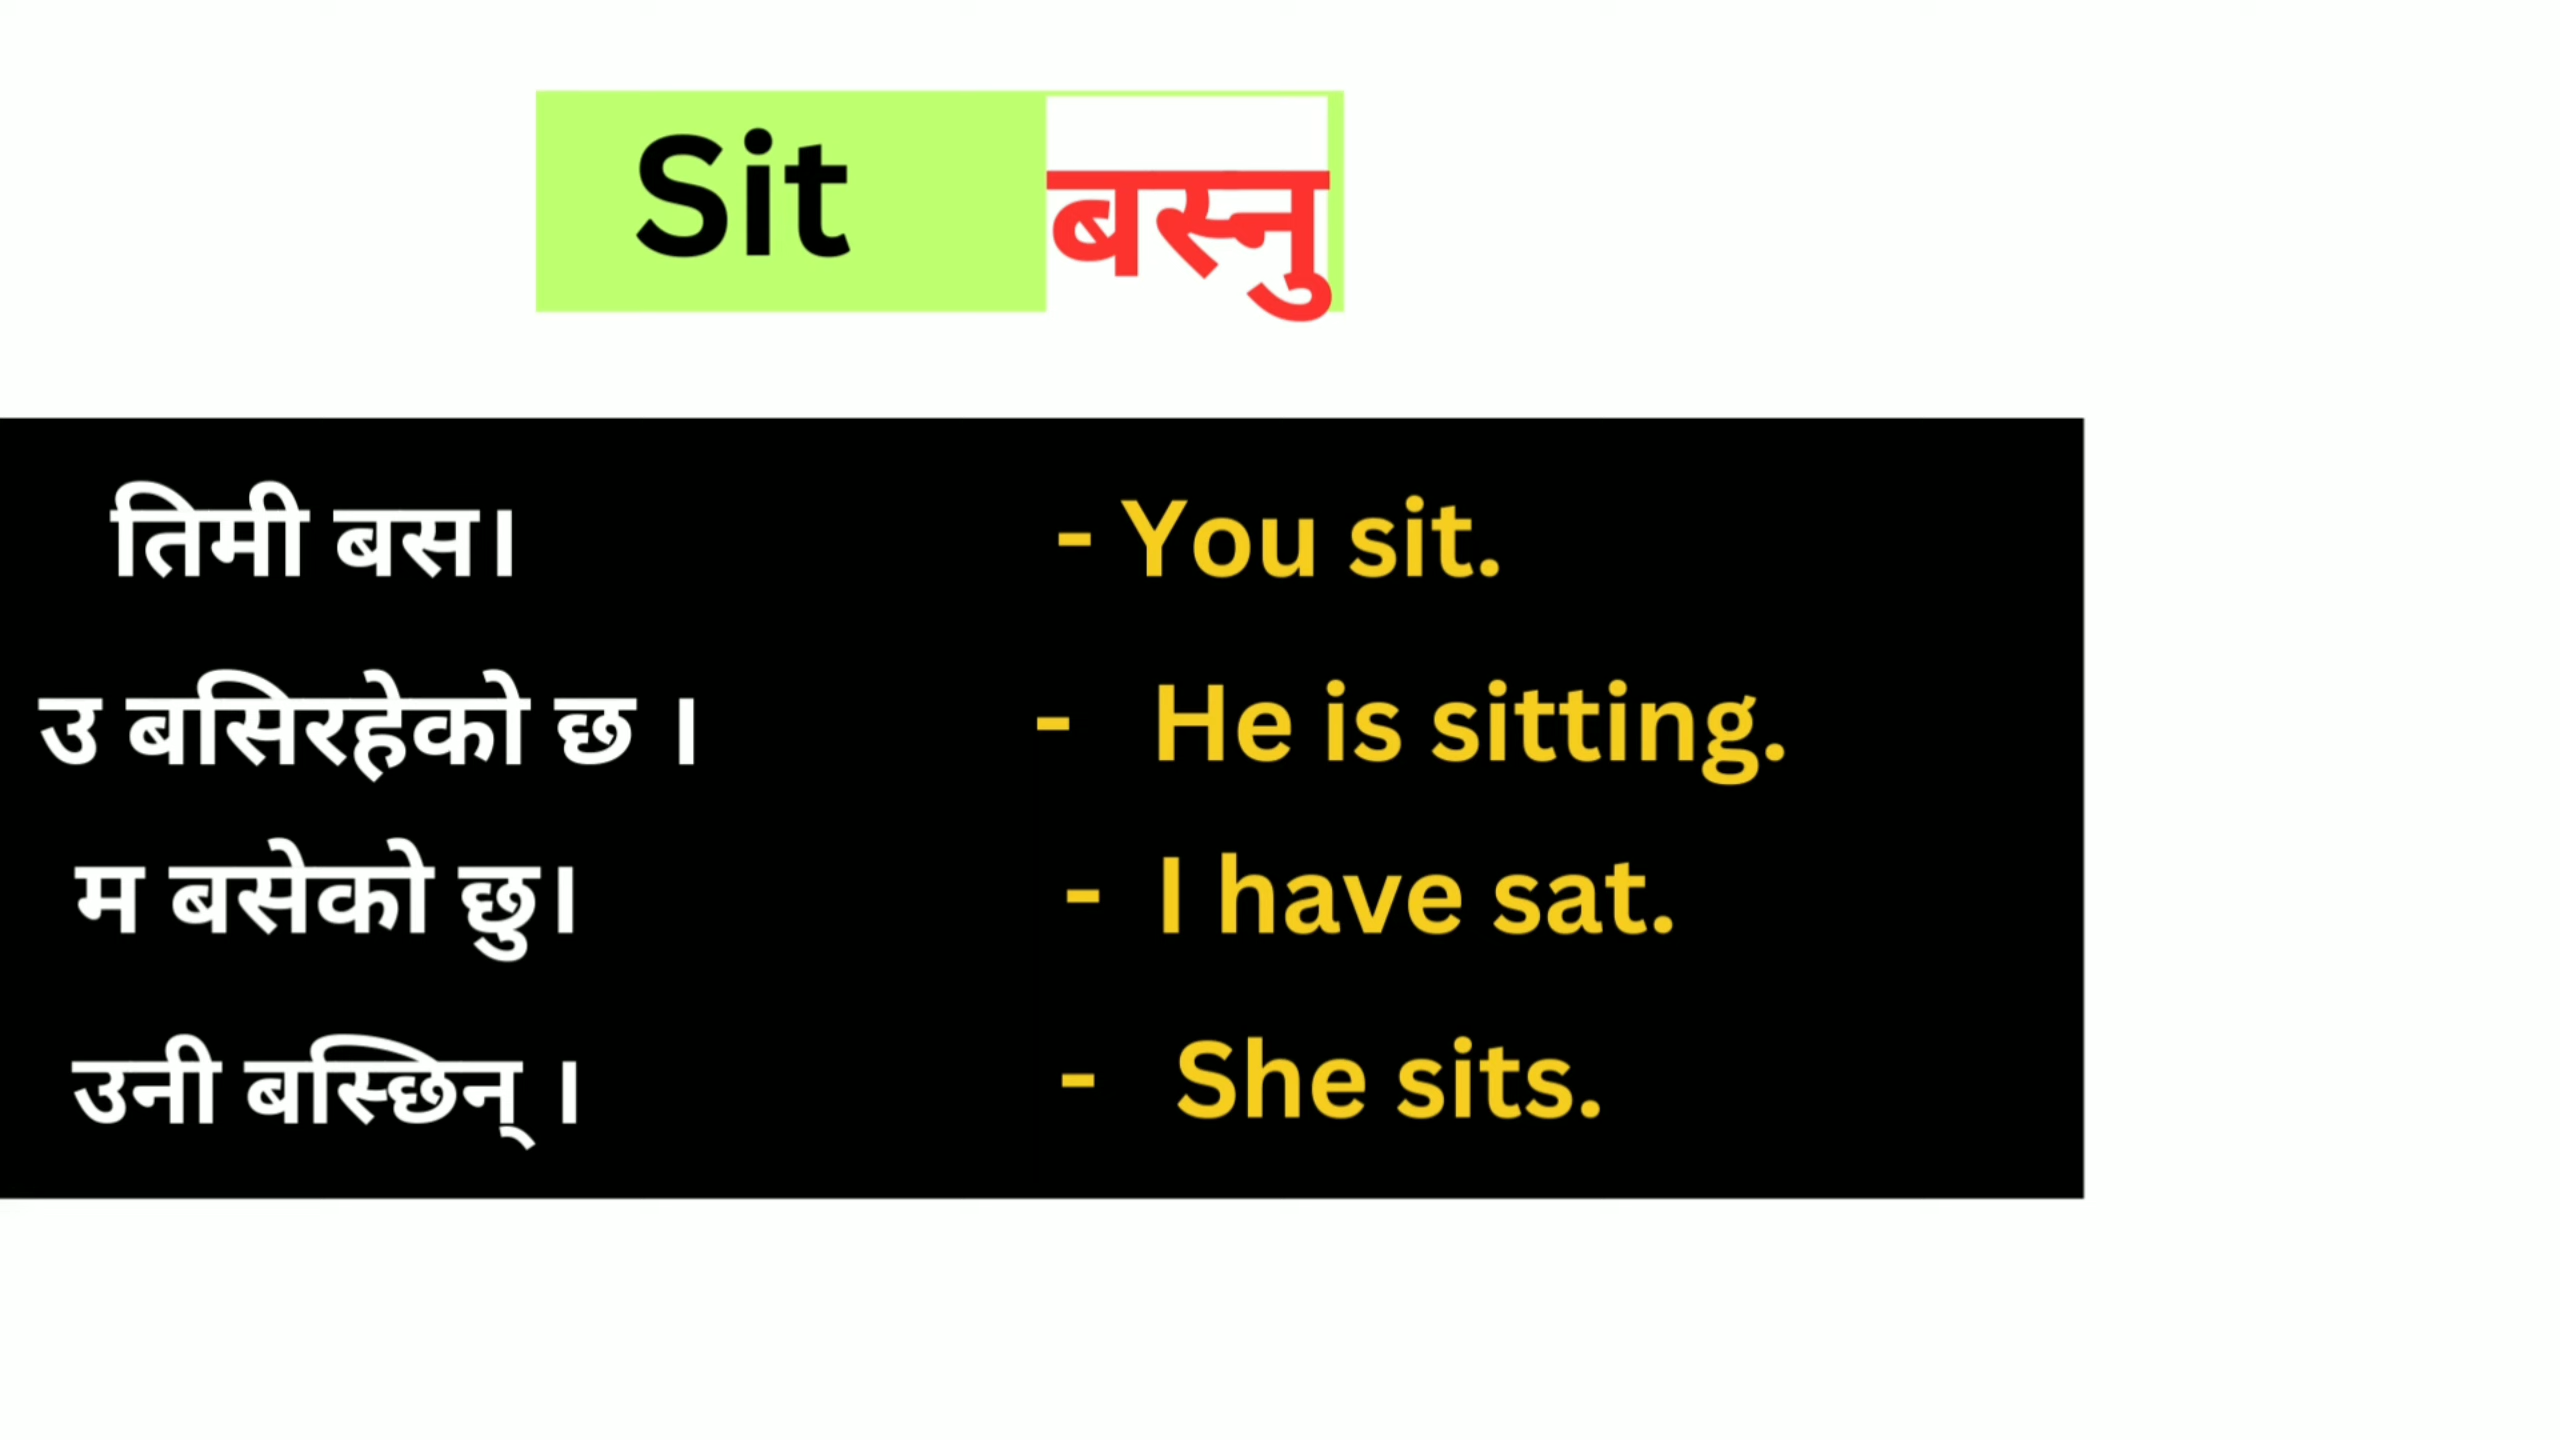 Sit बस्नु
तिमी बस। - You sit.
उ बसिरहेको छ । - He is sitting.
म बसेको छु। - I have sat.
उनी बस्छिन् । - She sits.